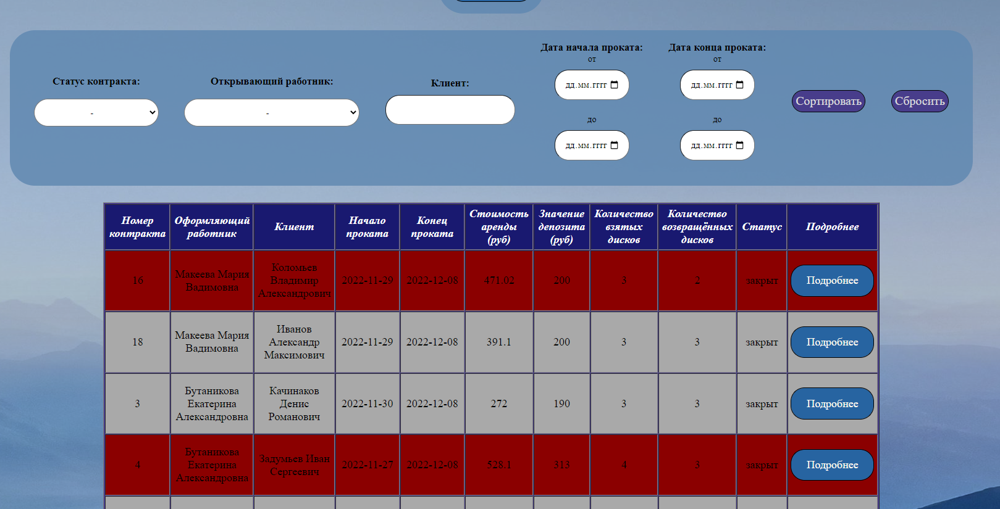 Статус контракта:
-
Открывающий работник:
-
Клиент:
Дата начала проката:
от
дд.мм.гггг
до
дд.мм.гггг
Дата конца проката:
от
дд.мм.гггг
до
дд.мм.гггг
Сортировать
Сбросить
Номер
контракта
Оформляющий
работник
Клиент
Начало
проката
Конец
проката
Стоимость
аренды
(руб)
Значение
депозита
(руб)
Количество
взятых
дисков
Количество
возвращённых
дисков
Статус
Подробнее
16
Макеева Мария
Вадимовна
Коломьев
Владимир
Александрович
2022-11-29
2022-12-08
471.02
200
3
2
закрыт
Подробнее
18
Макеева Мария
Вадимовна
Иванов
Александр
Максимович
2022-11-29
2022-12-08
391.1
200
3
3
закрыт
Подробнее
3
Бутаникова
Екатерина
Александровна
Качинаков
Денис
Романович
2022-11-30
2022-12-08
272
190
3
3
закрыт
Подробнее
4
Бутаникова
Екатерина
Александровна
Задумьев Иван
Сергеевич
2022-11-27
2022-12-08
528.1
313
4
3
закрыт
Подробнее